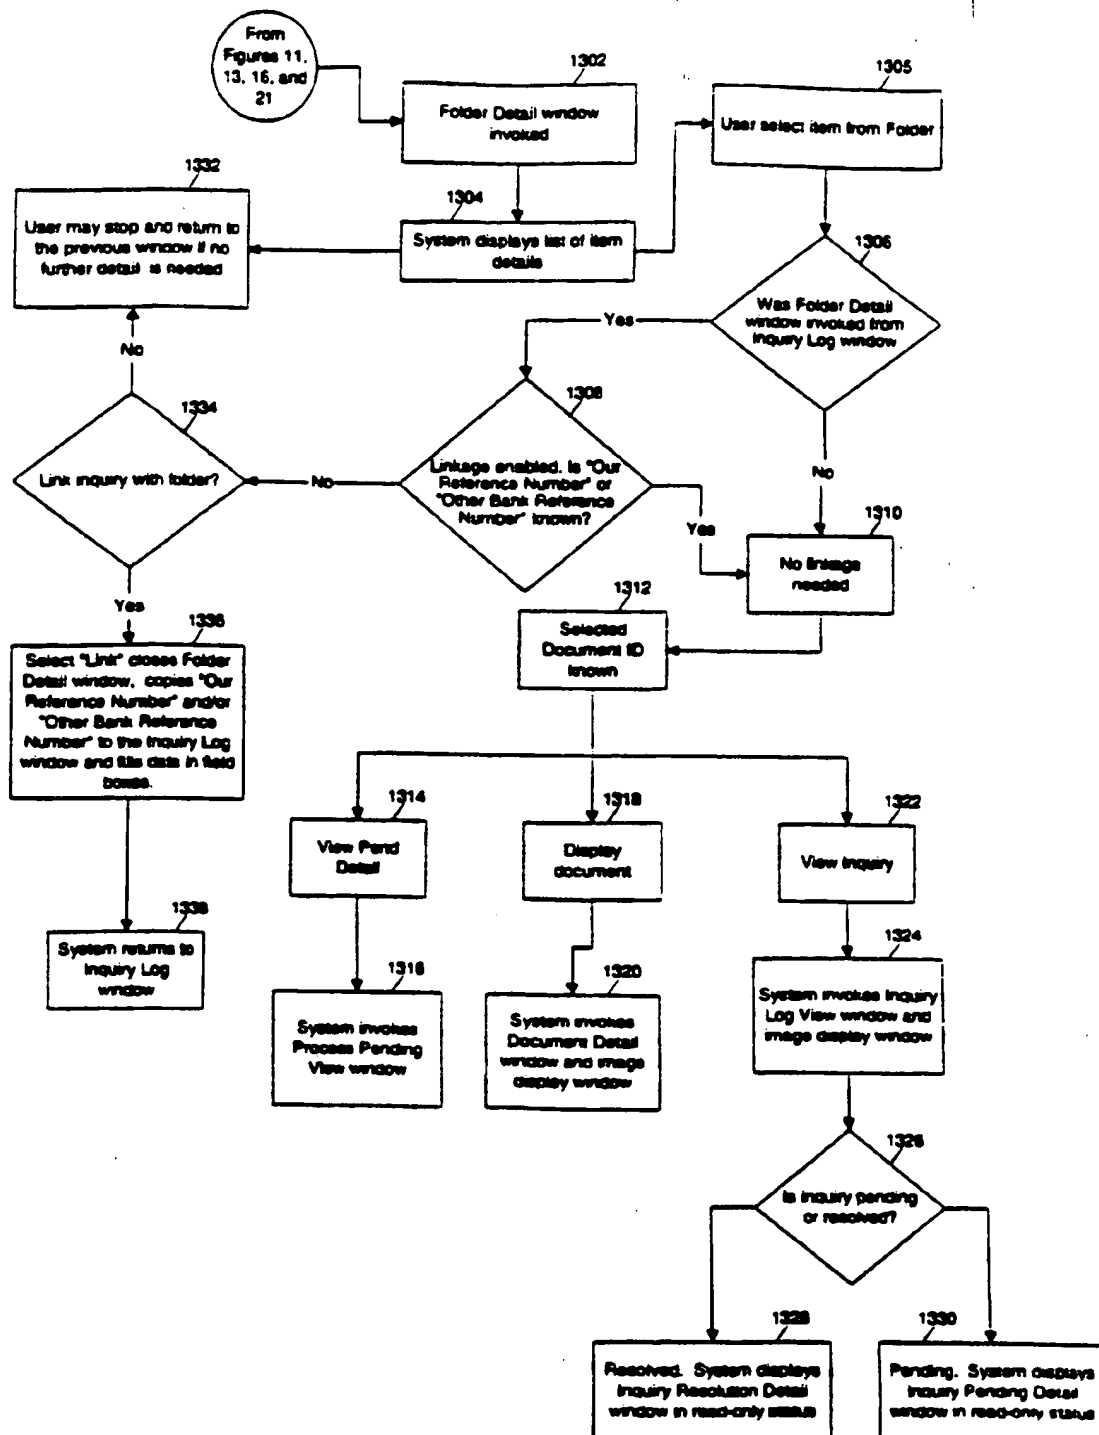 From
Figures 11,
13, 16, and
21
1302
Folder Detail window
invoked
1305
User select item from Folder
1332
User may stop and return to
the previous window if no
further detail is needed
1304
System displays list of item
details
1306
Was Folder Detail
window invoked from
Inquiry Log window
Yes
No
No
1334
Link inquiry with folder?
No
1308
Linkage enabled. Is "Our
Reference Number" or
"Other Bank Reference
Number" known?
Yes
1310
No linkage
needed
Yes
1312
Selected
Document ID
known
1336
Select "Link" closes Folder
Detail window, copies "Our
Reference Number" and/or
"Other Bank Reference
Number" to the Inquiry Log
window and fills data in field
boxes.
1314
View Pend
Detail
1318
Display
document
1322
View Inquiry
1338
System returns to
Inquiry Log
window
1316
System invokes
Process Pending
View window
1320
System invokes
Document Detail
window and image
display window
1324
System invokes Inquiry
Log View window and
image display window
1326
Is inquiry pending
or resolved?
1328
Resolved. System displays
Inquiry Resolution Detail
window in read-only status
1330
Pending. System displays
Inquiry Pending Detail
window in read-only status